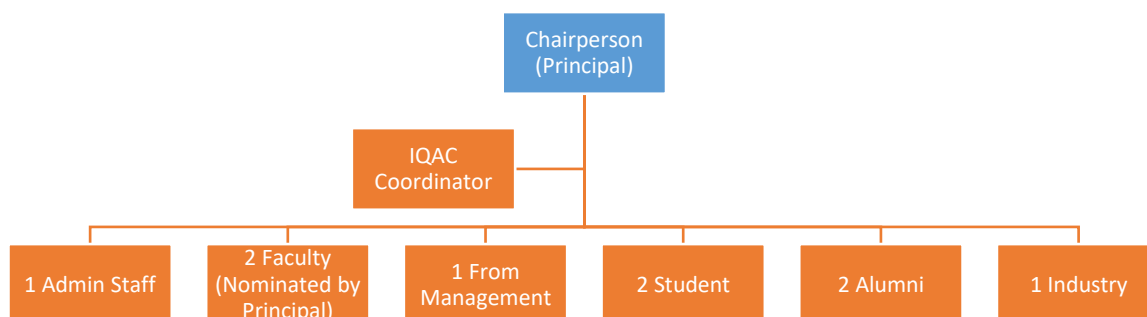 Chairperson
(Principal)
IQAC
Coordinator
1 Admin Staff
2 Faculty
(Nominated by
Principal)
1 From
Management
2 Student
2 Alumni
1 Industry